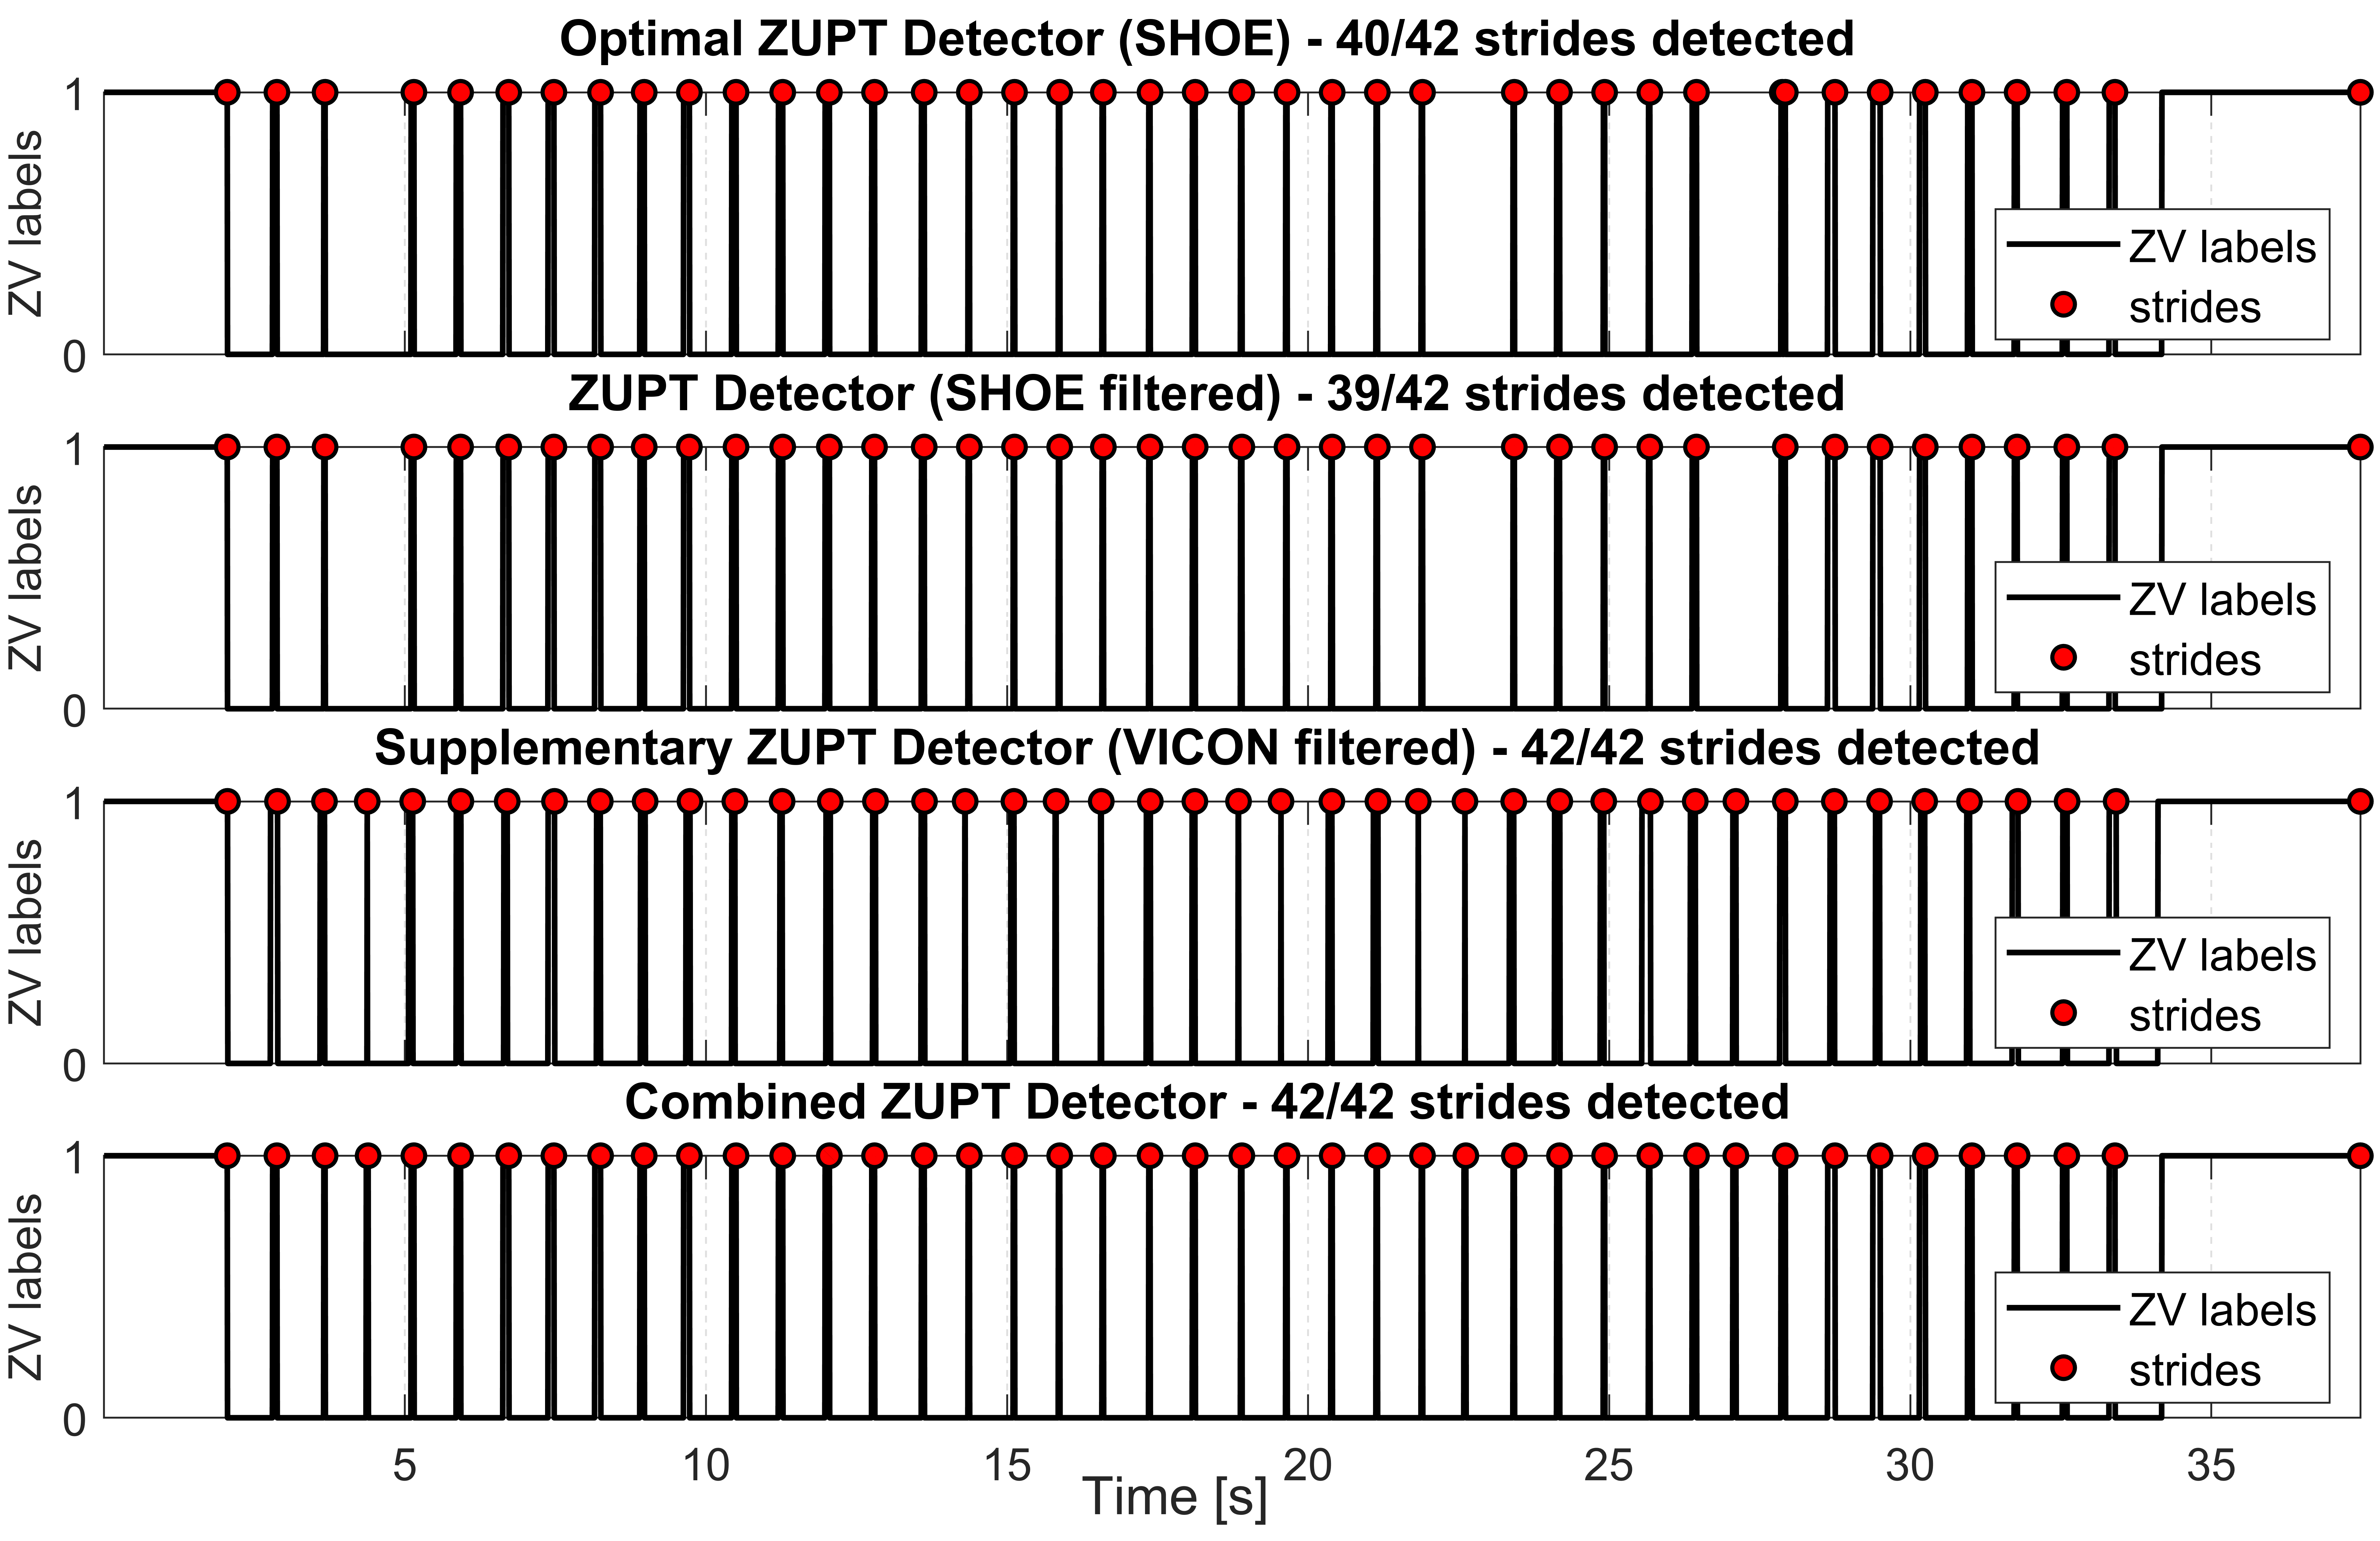 Optimal ZUPT Detector (SHOE) - 40/42 strides detected
1
ZV labels
0
ZV labels
strides
ZUPT Detector (SHOE filtered) - 39/42 strides detected
1
ZV labels
0
ZV labels
strides
Supplementary ZUPT Detector (VICON filtered) - 42/42 strides detected
1
ZV labels
0
ZV labels
strides
Combined ZUPT Detector - 42/42 strides detected
1
ZV labels
0
ZV labels
strides
5 10 15 20 25 30 35
Time [s]